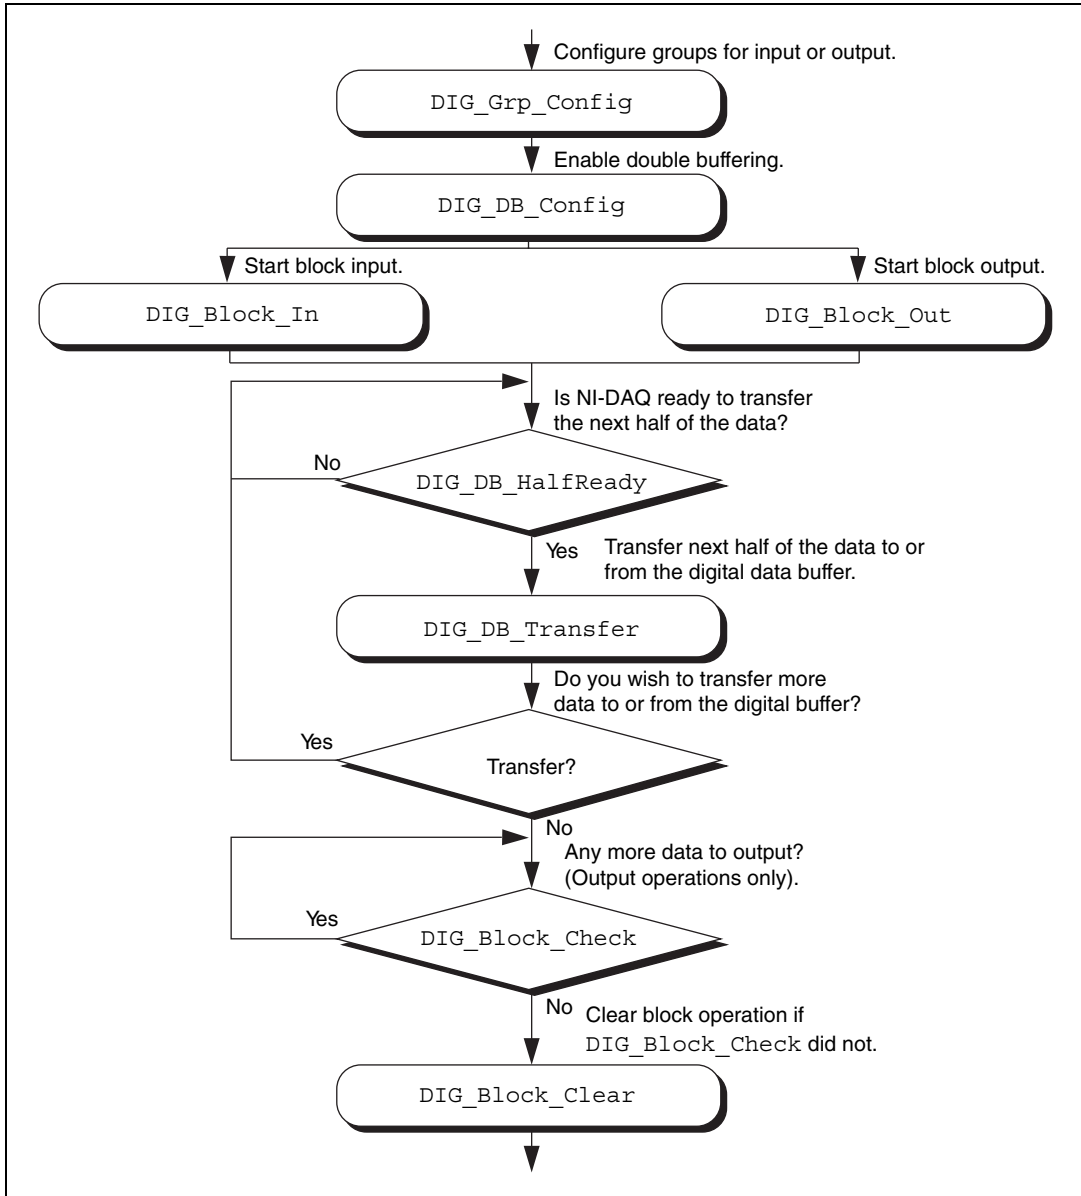 Configure groups for input or output.
DIG_Grp_Config
Enable double buffering.
DIG_DB_Config
Start block input.
Start block output.
DIG_Block_In
DIG_Block_Out
Is NI-DAQ ready to transfer
the next half of the data?
No
DIG_DB_HalfReady
Yes
Transfer next half of the data to or
from the digital data buffer.
DIG_DB_Transfer
Do you wish to transfer more
data to or from the digital buffer?
Yes
Transfer?
No
Any more data to output?
(Output operations only).
Yes
DIG_Block_Check
No
Clear block operation if
DIG_Block_Check did not.
DIG_Block_Clear